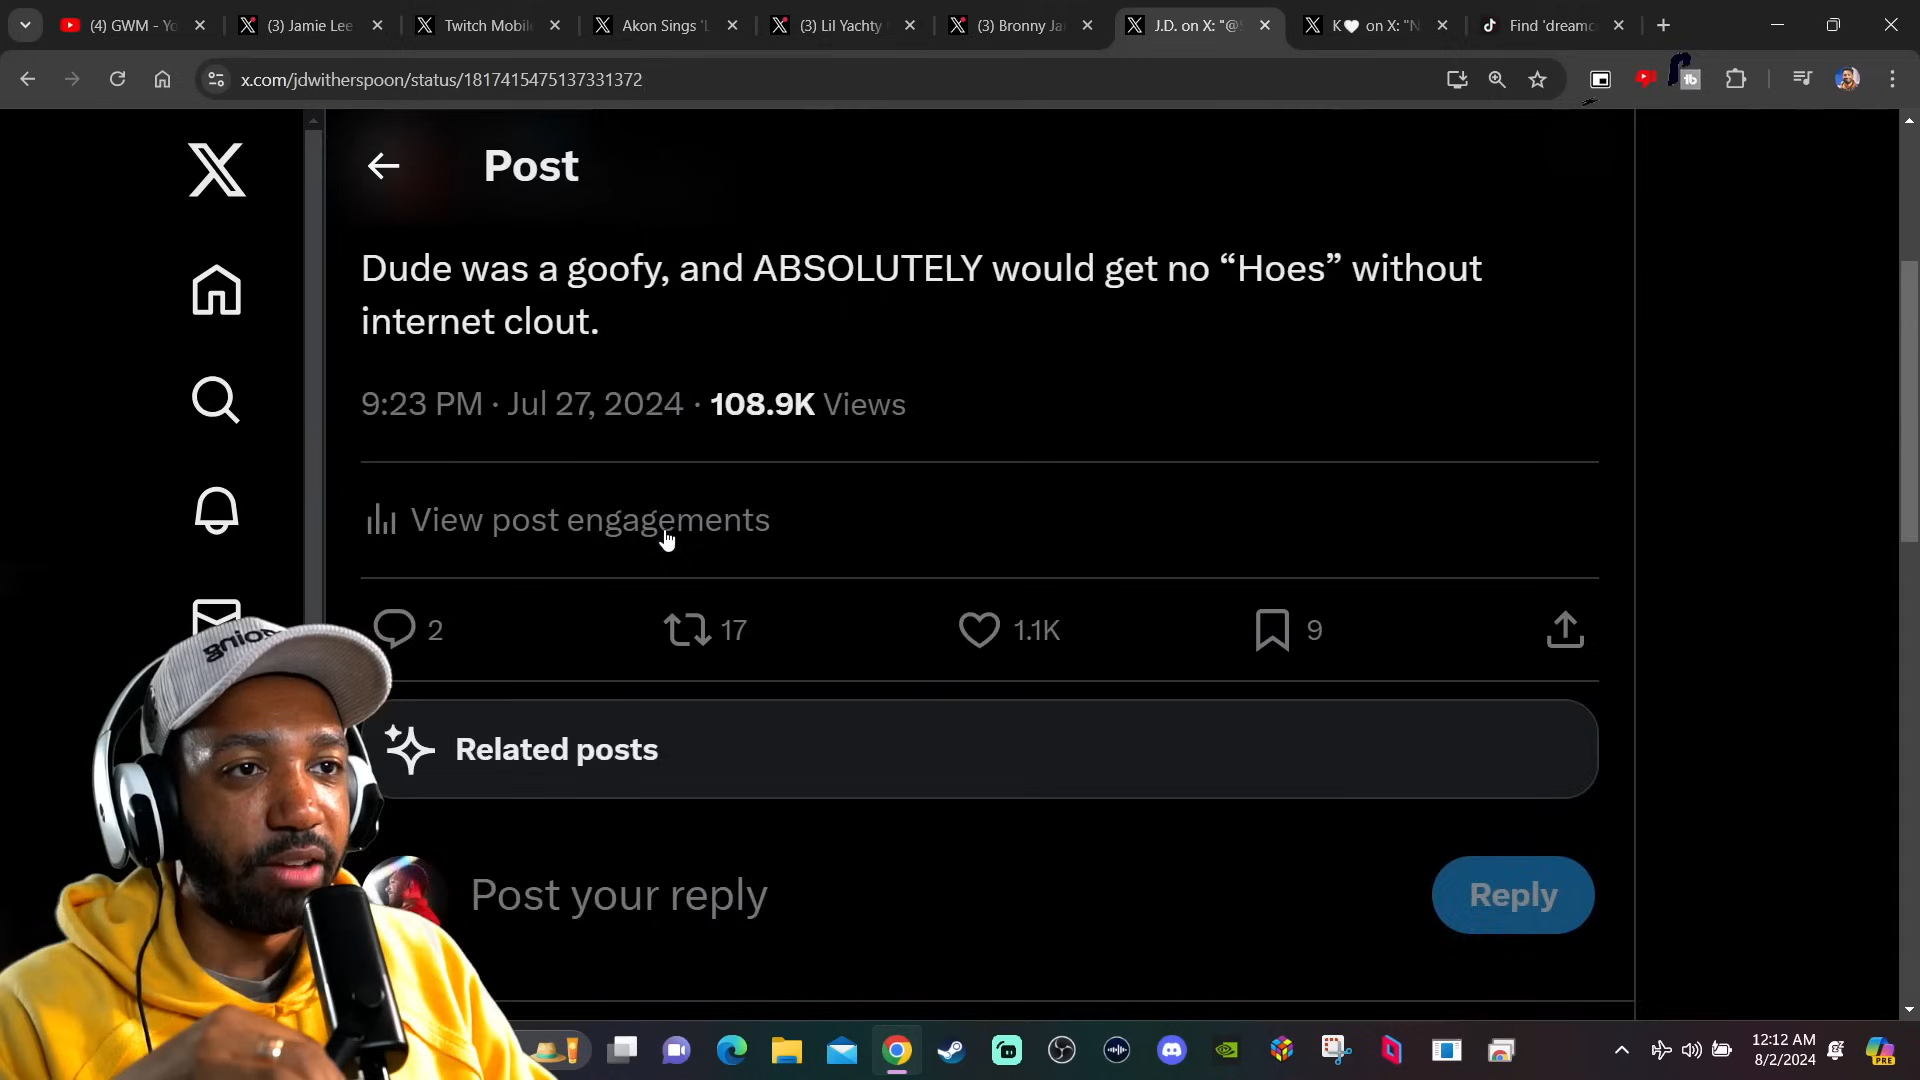 (4) GWM - Yo
(3) Jamie Lee
Twitch Mobile
Akon Sings 'L
(3) Lil Yachty
(3) Bronny Ja
J.D. on X: "@
K🤍 on X: "N
Find 'dreamc
x.com/jdwitherspoon/status/1817415475137331372
Post
Dude was a goofy, and ABSOLUTELY would get no “Hoes” without
internet clout.
9:23 PM · Jul 27, 2024 · 108.9K Views
View post engagements
2
17
1.1K
9
going
Related posts
Post your reply
Reply
12:12 AM
8/2/2024
PRE